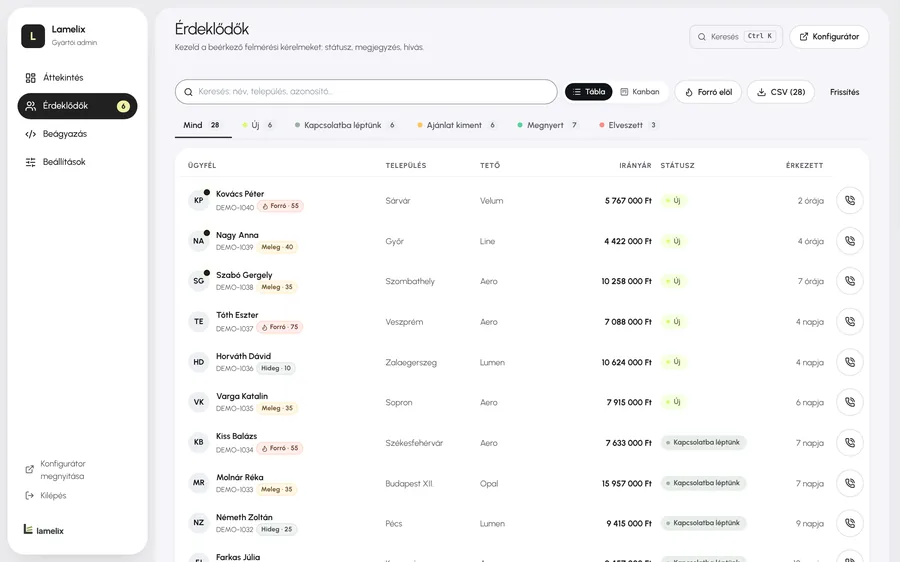 L
Lamelix
Gyártói admin
Áttekintés
Érdeklődők 6
Beágyazás
Beállítások
Konfigurátor
megnyitása
Kilépés
lamelix
Érdeklődők
Kezeld a beérkező felmérési kérelmeket: státusz, megjegyzés, hívás.
Keresés Ctrl K
Konfigurátor
Keresés: név, település, azonosító...
Tábla
Kanban
Forró elöl
CSV (28)
Frissítés
Mind 28
Új 6
Kapcsolatba léptünk 6
Ajánlat kiment 6
Megnyert 7
Elveszett 3
ÜGYFÉL TELEPÜLÉS TETŐ IRÁNYÁR STÁTUSZ ÉRKEZETT
KP Kovács Péter
DEMO-1040 Forró · 55 Sárvár Velum 5 767 000 Ft Új 2 órája
NA Nagy Anna
DEMO-1039 Meleg · 40 Győr Line 4 422 000 Ft Új 4 órája
SG Szabó Gergely
DEMO-1038 Meleg · 35 Szombathely Aero 10 258 000 Ft Új 7 órája
TE Tóth Eszter
DEMO-1037 Forró · 75 Veszprém Aero 7 088 000 Ft Új 4 napja
HD Horváth Dávid
DEMO-1036 Hideg · 10 Zalaegerszeg Lumen 10 624 000 Ft Új 4 napja
VK Varga Katalin
DEMO-1035 Meleg · 35 Sopron Aero 7 915 000 Ft Új 6 napja
KB Kiss Balázs
DEMO-1034 Forró · 55 Székesfehérvár Aero 7 633 000 Ft Kapcsolatba léptünk 7 napja
MR Molnár Réka
DEMO-1033 Meleg · 35 Budapest XII. Opal 15 957 000 Ft Kapcsolatba léptünk 7 napja
NZ Németh Zoltán
DEMO-1032 Hideg · 25 Pécs Lumen 9 415 000 Ft Kapcsolatba léptünk 9 napja
Farkas Júlia